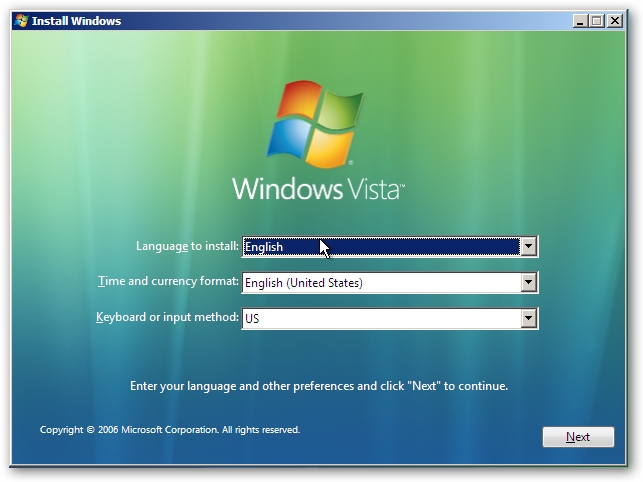 Install Windows
Windows Vista™
Language to install: English
Time and currency format: English (United States)
Keyboard or input method: US
Enter your language and other preferences and click "Next" to continue.
Copyright © 2006 Microsoft Corporation. All rights reserved.
Next